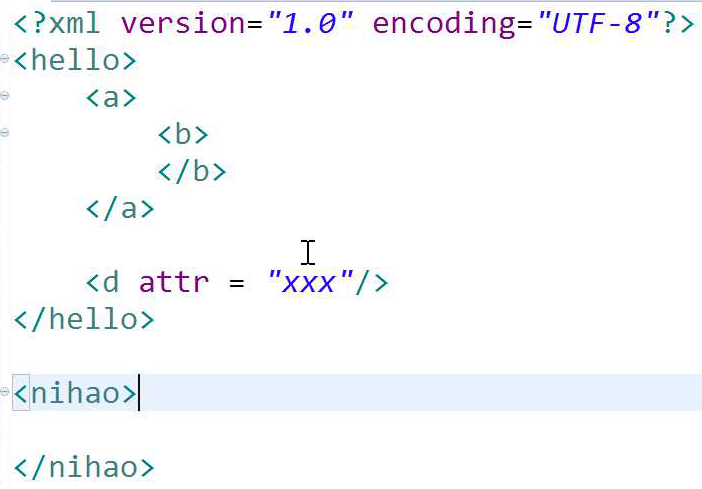 <?xml version="1.0" encoding="UTF-8"?>
<hello>
<a>
<b>
</b>
</a>
<d attr = "xxx"/>
</hello>
<nihao>
</nihao>